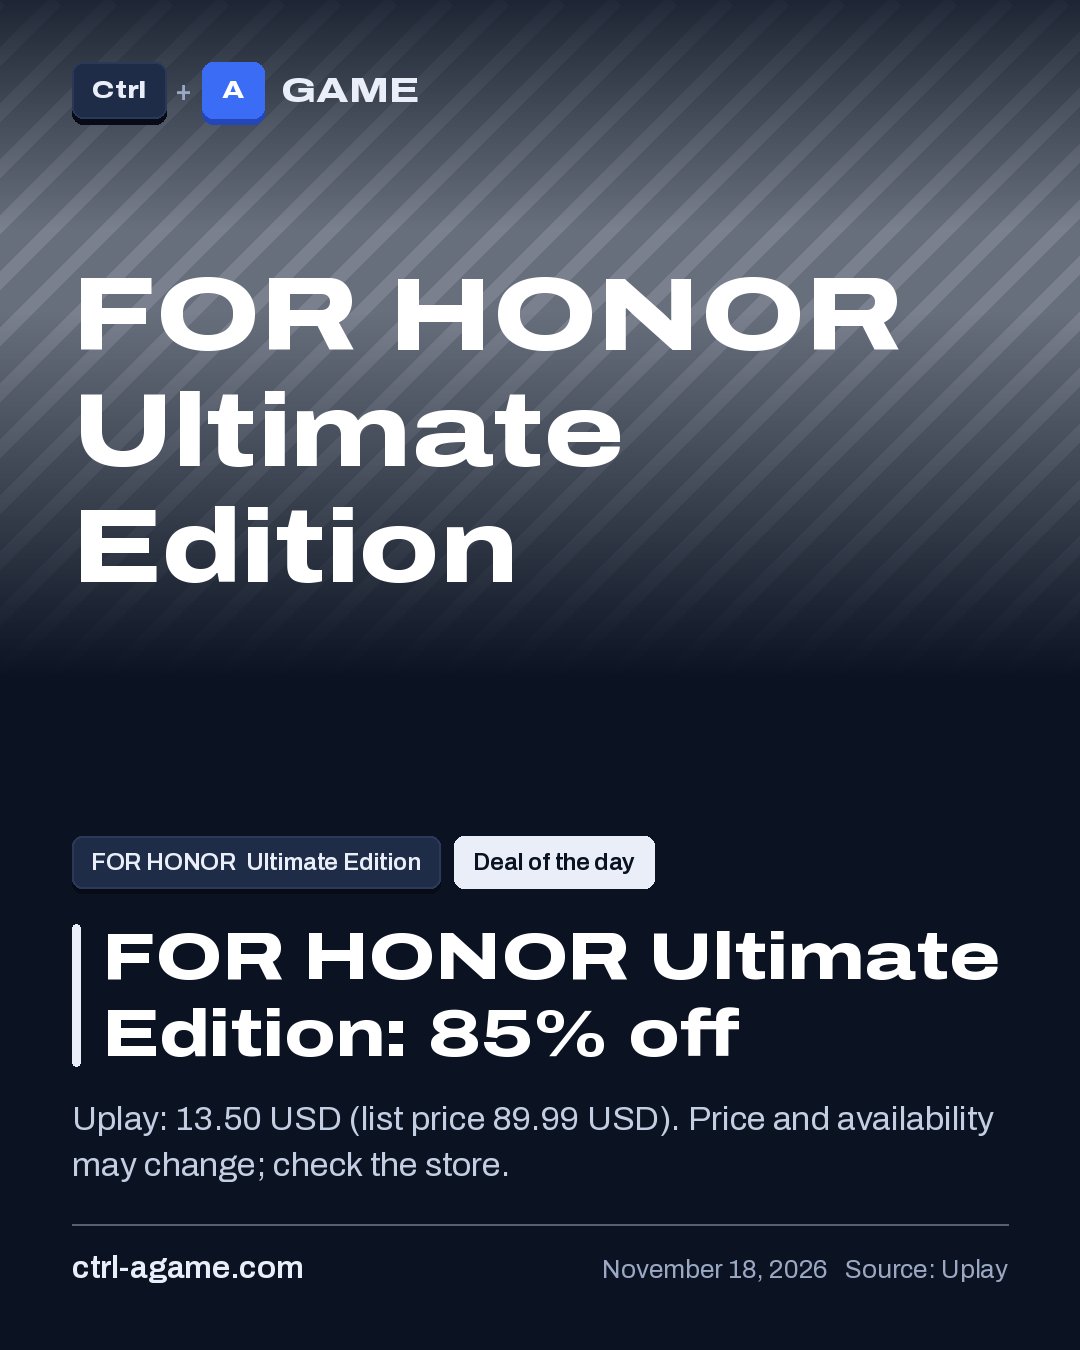 Ctrl + A GAME
FOR HONOR
Ultimate
Edition
FOR HONOR Ultimate Edition
Deal of the day
FOR HONOR Ultimate
Edition: 85% off
Uplay: 13.50 USD (list price 89.99 USD). Price and availability
may change; check the store.
ctrl-agame.com
November 18, 2026 Source: Uplay